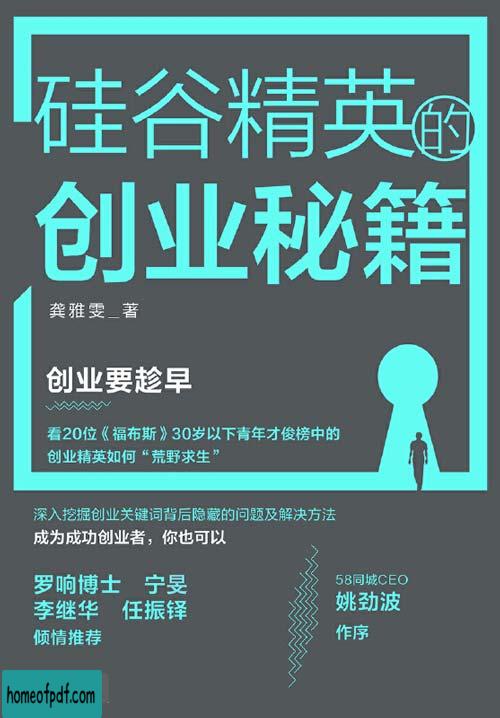 硅谷精英的
创业秘籍
龚雅雯_著
创业要趁早
看20位《福布斯》30岁以下青年才俊榜中的
创业精英如何“荒野求生”
深入挖掘创业关键词背后隐藏的问题及解决方法
成为成功创业者，你也可以
罗响博士 宁旻
李继华 任振铎
倾情推荐
58同城CEO
姚劲波
作序
homeofpdf.com